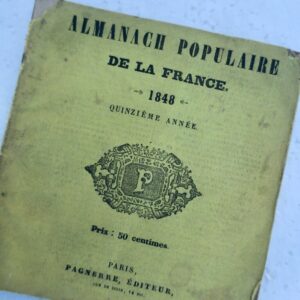 ALMANACH POPULAIRE
DE LA FRANCE.
1848
QUINZIÈME ANNÉE.
P
Prix : 50 centimes.
PARIS,
PAGNERRE, ÉDITEUR,